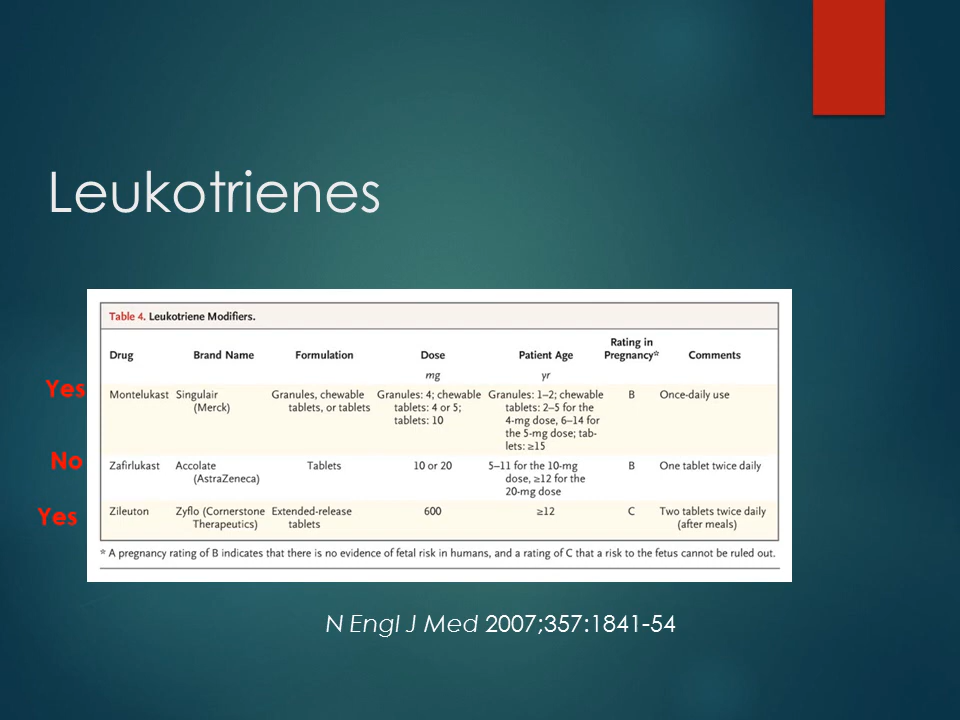 Leukotrienes
Table 4. Leukotriene Modifiers.
Drug Brand Name Formulation Dose Patient Age Rating in Pregnancy* Comments
mg yr
Yes
Montelukast Singulair Granules, chewable Granules: 4; chewable Granules: 1–2; chewable B Once-daily use
(Merck) tablets, or tablets tablets: 4 or 5; tablets: 2–5 for the
tablets: 10 4-mg dose, 6–14 for
the 5-mg dose; tab-
lets: ≥15
No
Zafirlukast Accolate Tablets 10 or 20 5–11 for the 10-mg B One tablet twice daily
(AstraZeneca) dose, ≥12 for the
20-mg dose
Yes
Zileuton Zyflo (Cornerstone Extended-release 600 ≥12 C Two tablets twice daily
Therapeutics) tablets (after meals)
* A pregnancy rating of B indicates that there is no evidence of fetal risk in humans, and a rating of C that a risk to the fetus cannot be ruled out.
N Engl J Med 2007;357:1841-54